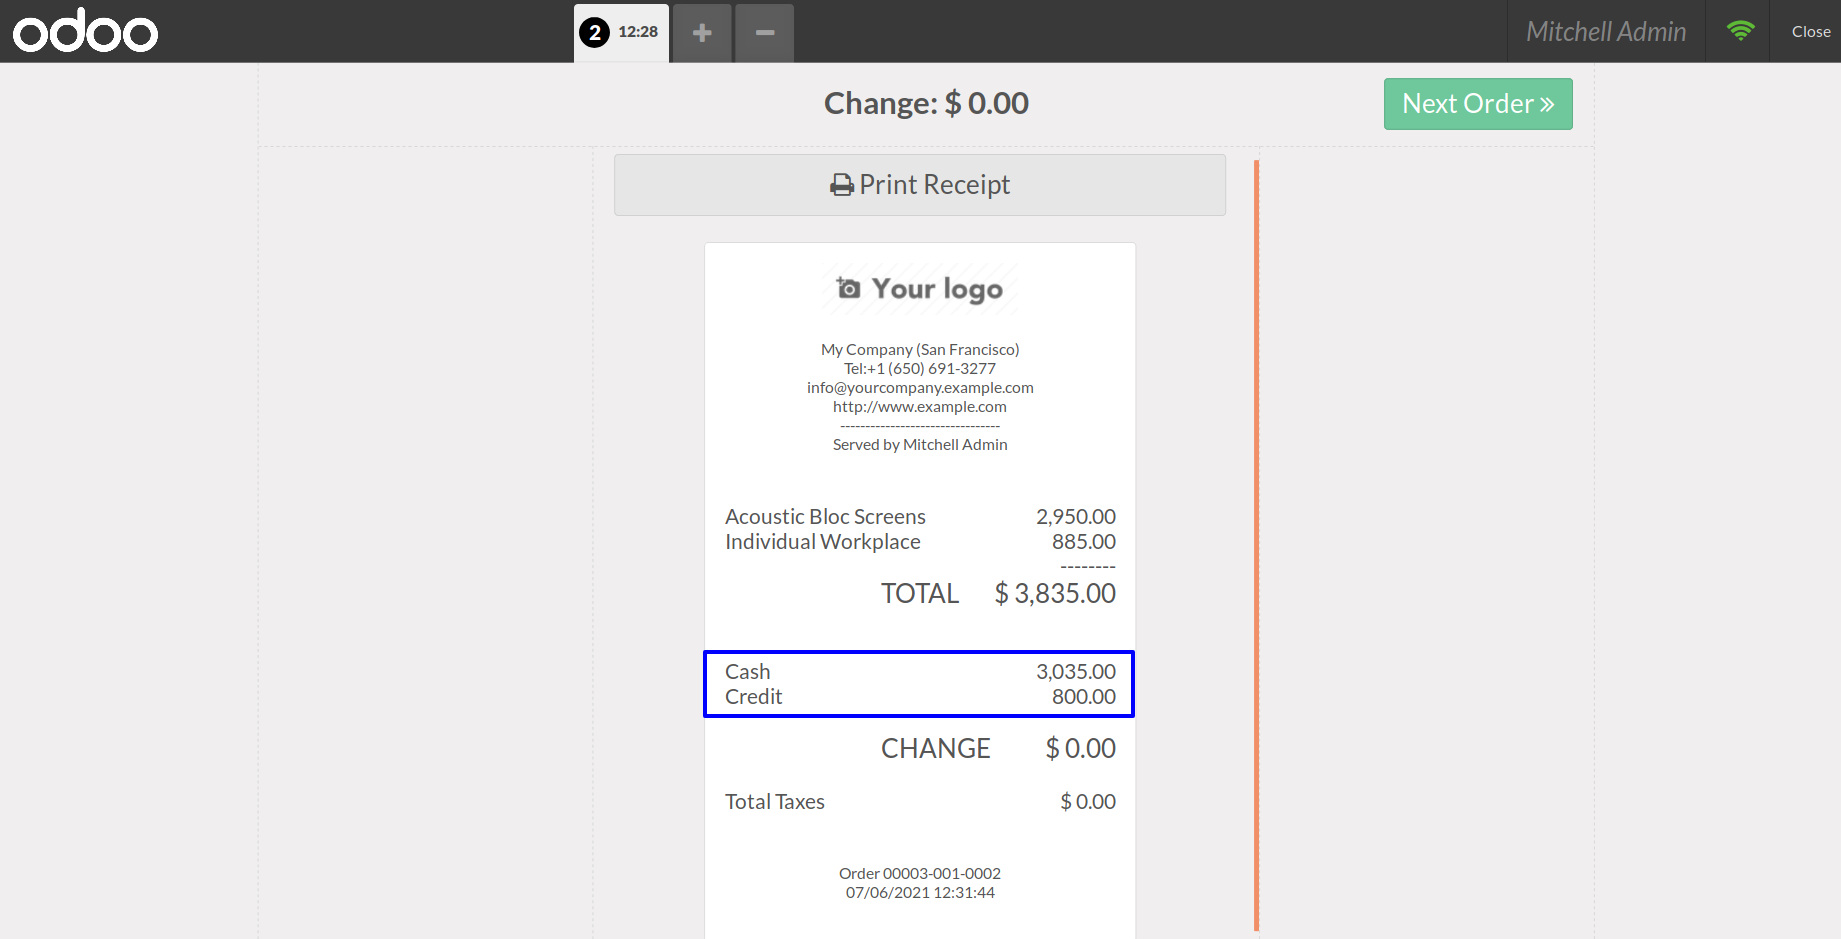 odoo
2 12:28
Mitchell Admin
Close
Change: $ 0.00
Next Order
Print Receipt
Your logo
My Company (San Francisco)
Tel:+1 (650) 691-3277
info@yourcompany.example.com
http://www.example.com
--------------------------------
Served by Mitchell Admin
Acoustic Bloc Screens 2,950.00
Individual Workplace 885.00
--------
TOTAL $ 3,835.00
Cash 3,035.00
Credit 800.00
CHANGE $ 0.00
Total Taxes $ 0.00
Order 00003-001-0002
07/06/2021 12:31:44